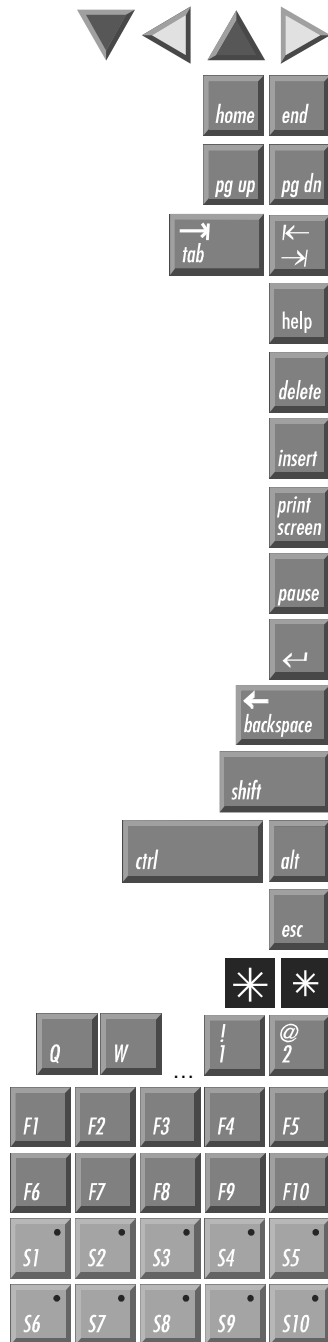 home end
pg up pg dn
tab
help
delete
insert
print
screen
pause
backspace
shift
ctrl alt
esc
! @
Q W ... 1 2
F1 F2 F3 F4 F5
F6 F7 F8 F9 F10
S1 S2 S3 S4 S5
S6 S7 S8 S9 S10